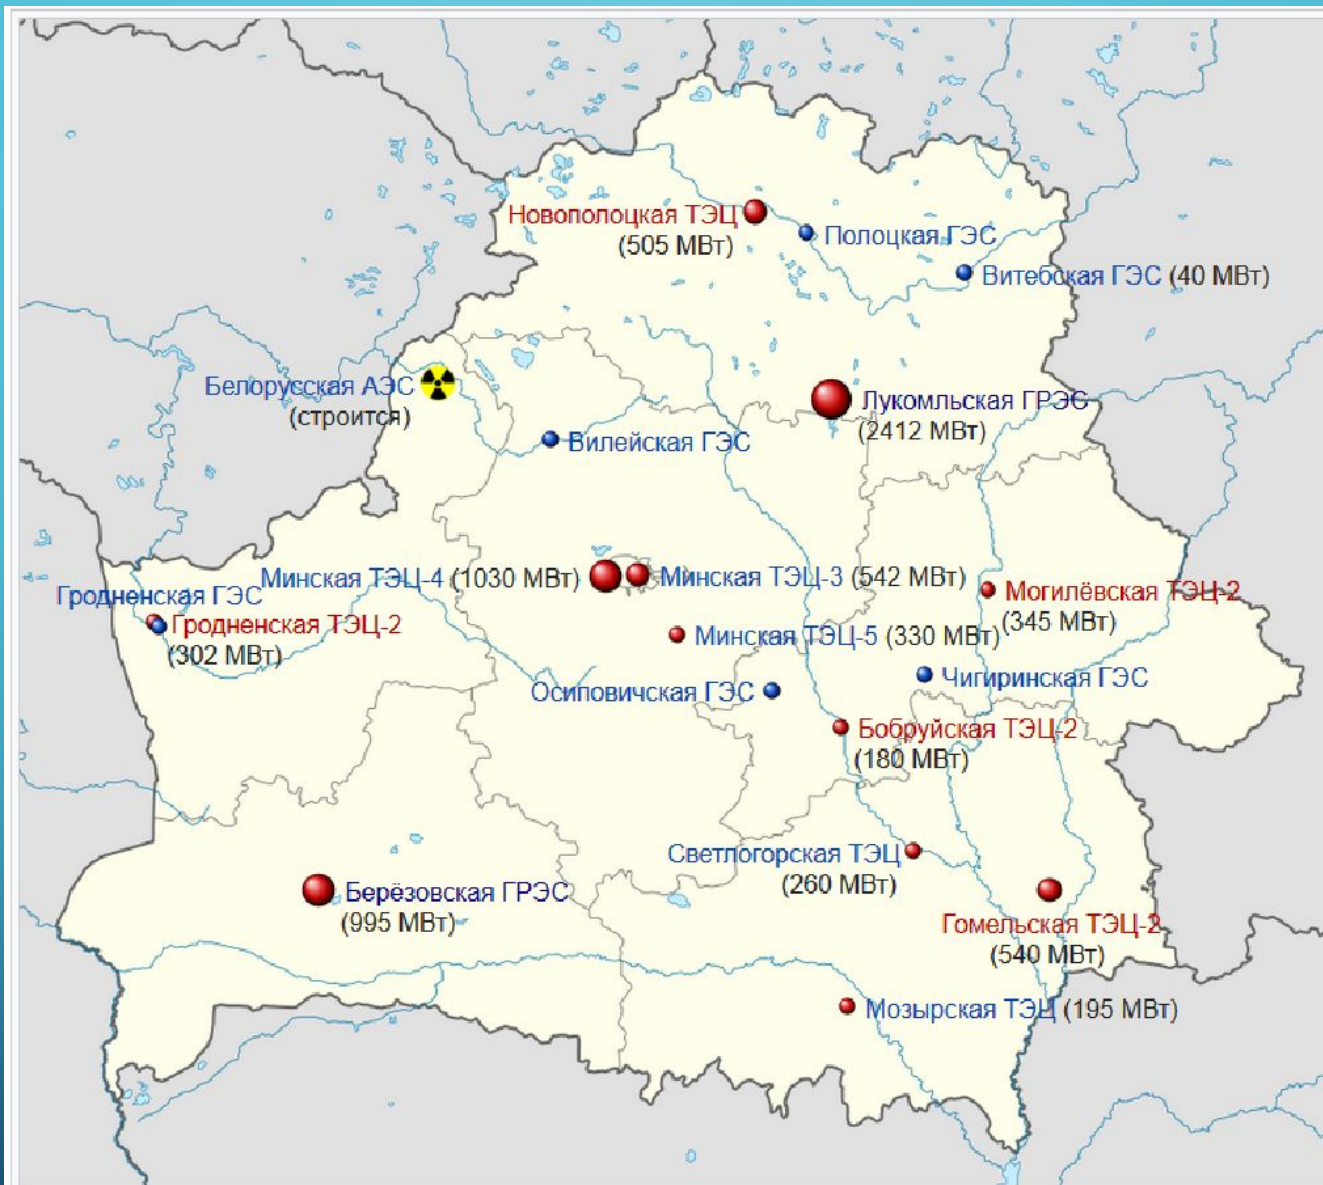 Новополоцкая ТЭЦ
(505 МВт)
Полоцкая ГЭС
Витебская ГЭС (40 МВт)
Белорусская АЭС
(строится)
Лукомльская ГРЭС
(2412 МВт)
Вилейская ГЭС
Минская ТЭЦ-4 (1030 МВт)
Минская ТЭЦ-3 (542 МВт)
Могилёвская ТЭЦ-2
(345 МВт)
Гродненская ГЭС
Гродненская ТЭЦ-2
(302 МВт)
Минская ТЭЦ-5 (330 МВт)
Осиповичская ГЭС
Чигиринская ГЭС
Бобруйская ТЭЦ-2
(180 МВт)
Светлогорская ТЭЦ
(260 МВт)
Берёзовская ГРЭС
(995 МВт)
Гомельская ТЭЦ-2
(540 МВт)
Мозырская ТЭЦ (195 МВт)